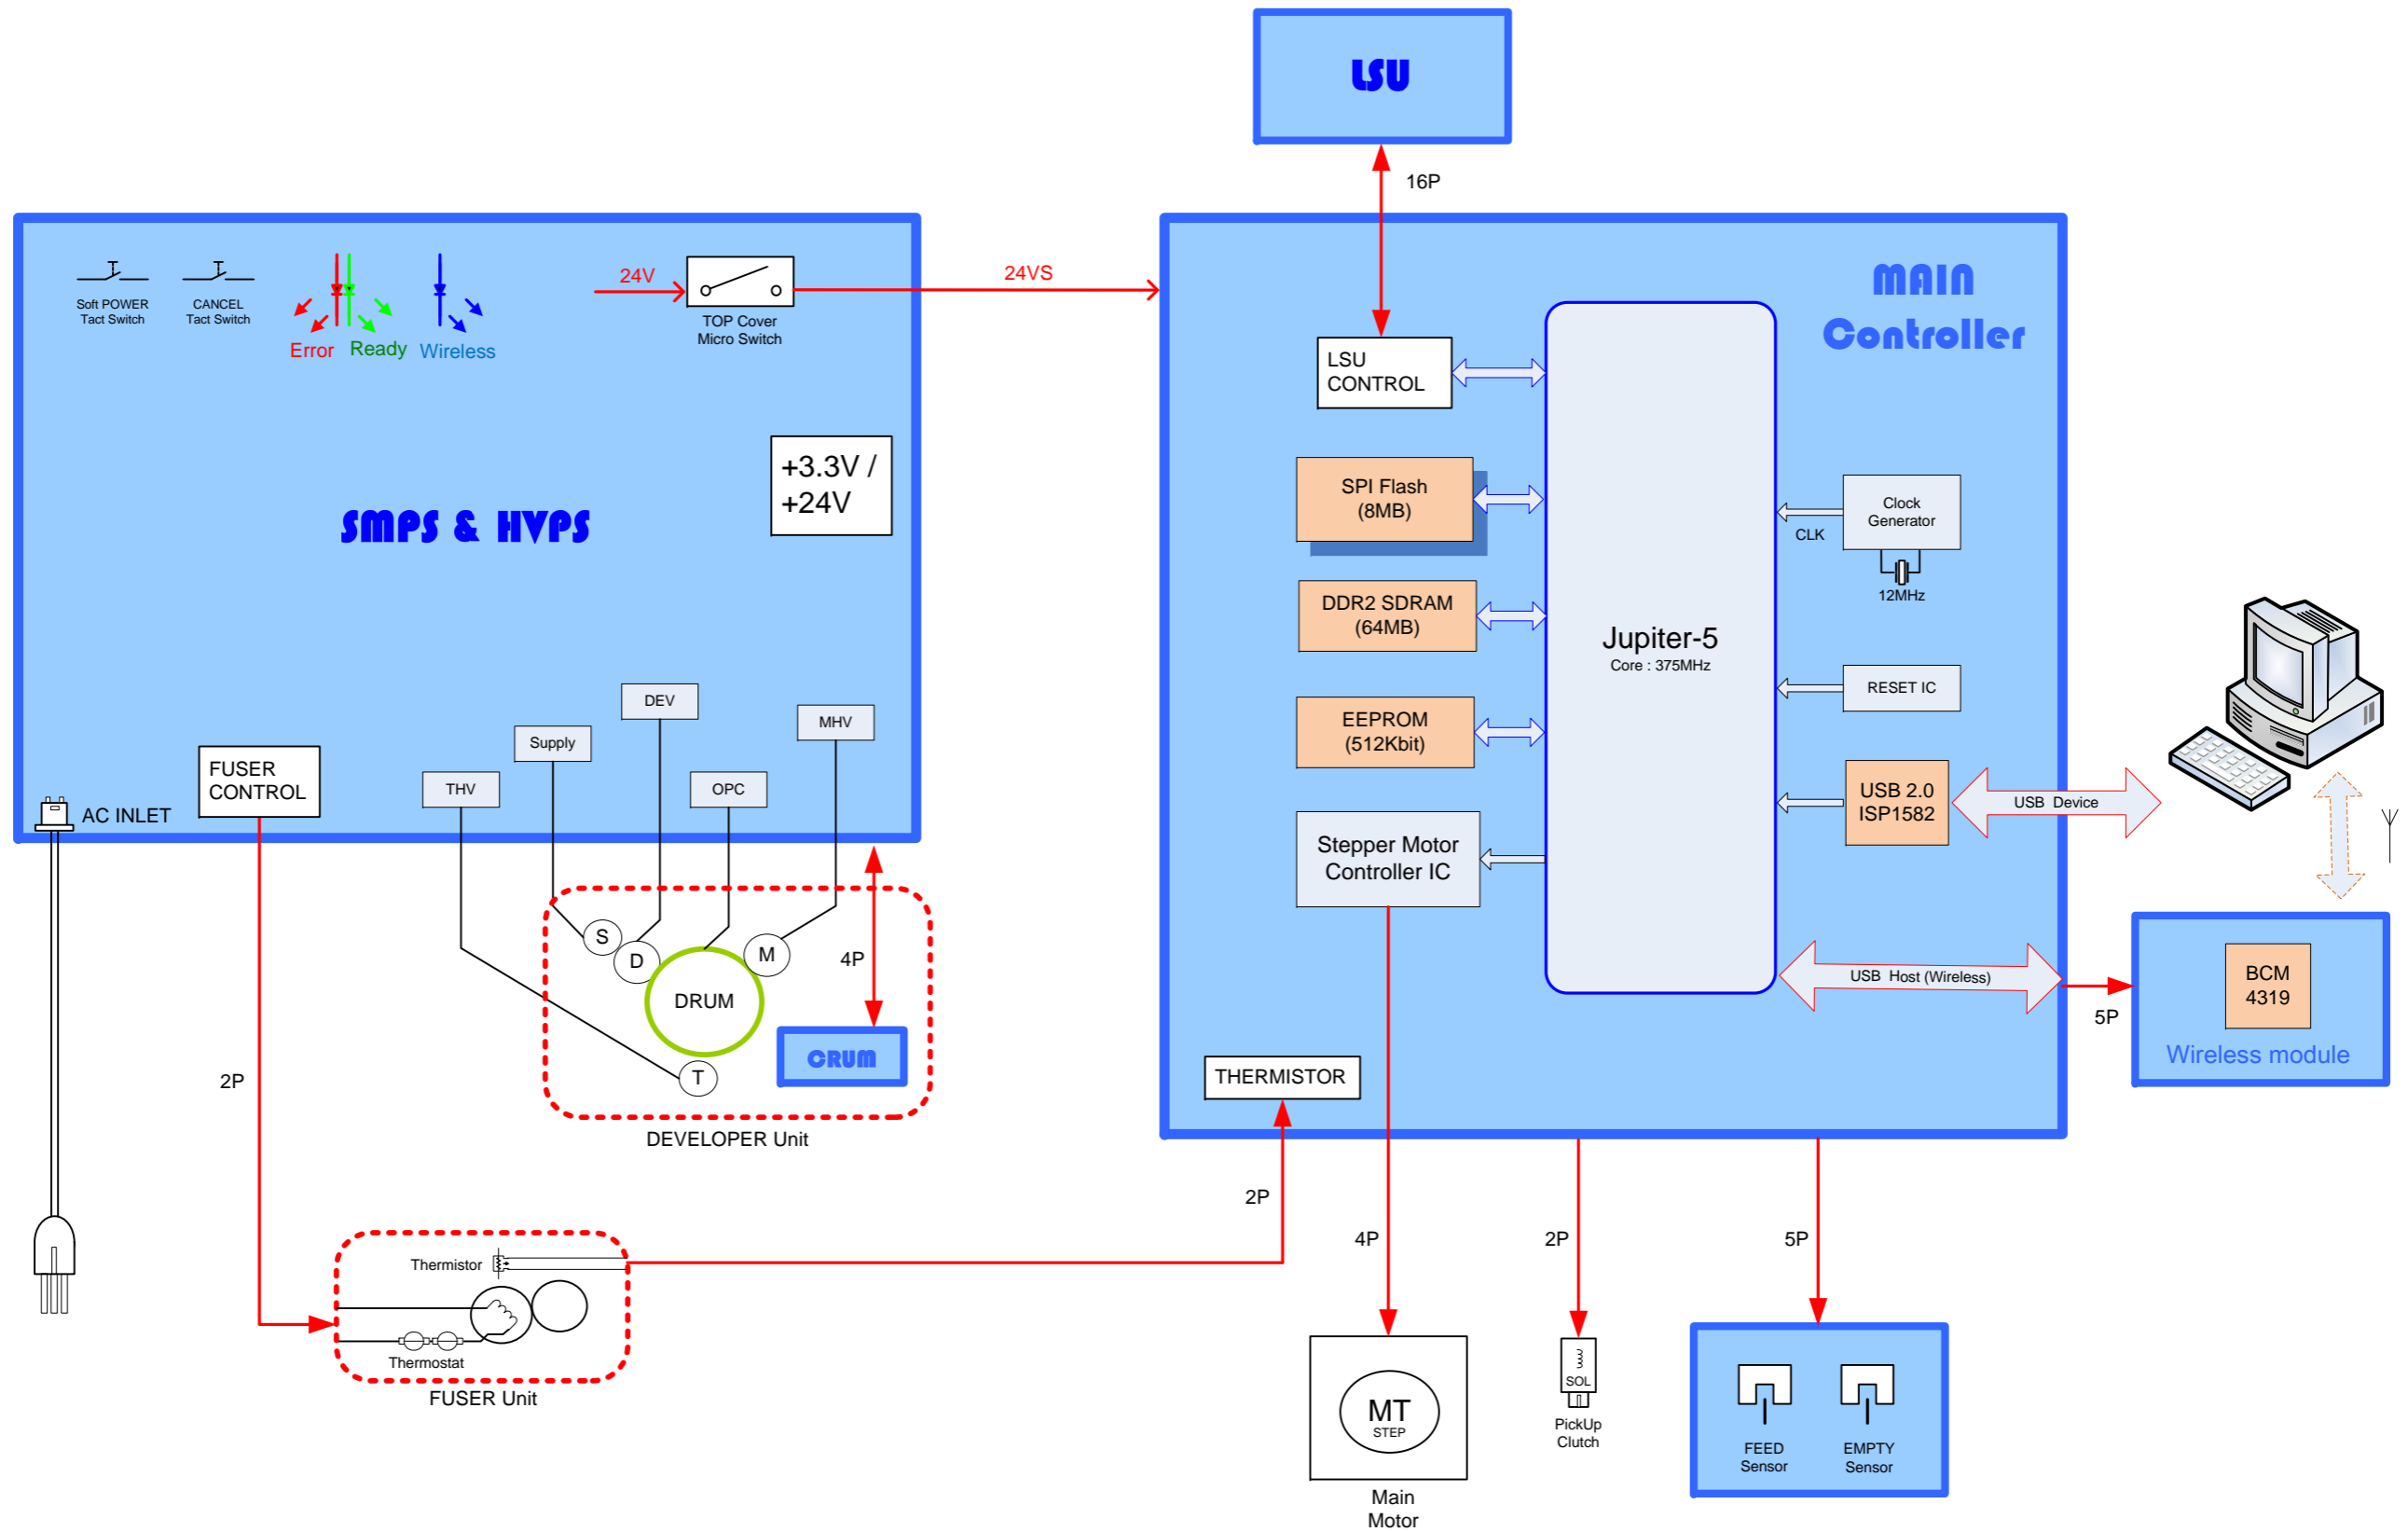 LSU
16P
Soft POWER
Tact Switch
CANCEL
Tact Switch
Error
Ready
Wireless
24V
TOP Cover
Micro Switch
24VS
+3.3V /
+24V
SMPS & HVPS
DEV
MHV
Supply
THV
OPC
FUSER
CONTROL
AC INLET
S
D
M
DRUM
T
4P
CRUM
DEVELOPER Unit
2P
Thermistor
Thermostat
FUSER Unit
MAIN
Controller
LSU
CONTROL
SPI Flash
(8MB)
DDR2 SDRAM
(64MB)
EEPROM
(512Kbit)
Stepper Motor
Controller IC
Jupiter-5
Core : 375MHz
Clock
Generator
CLK
12MHz
RESET IC
USB 2.0
ISP1582
USB Device
USB Host (Wireless)
5P
BCM
4319
Wireless module
THERMISTOR
2P
4P
2P
5P
MT
STEP
Main
Motor
SOL
PickUp
Clutch
FEED
Sensor
EMPTY
Sensor